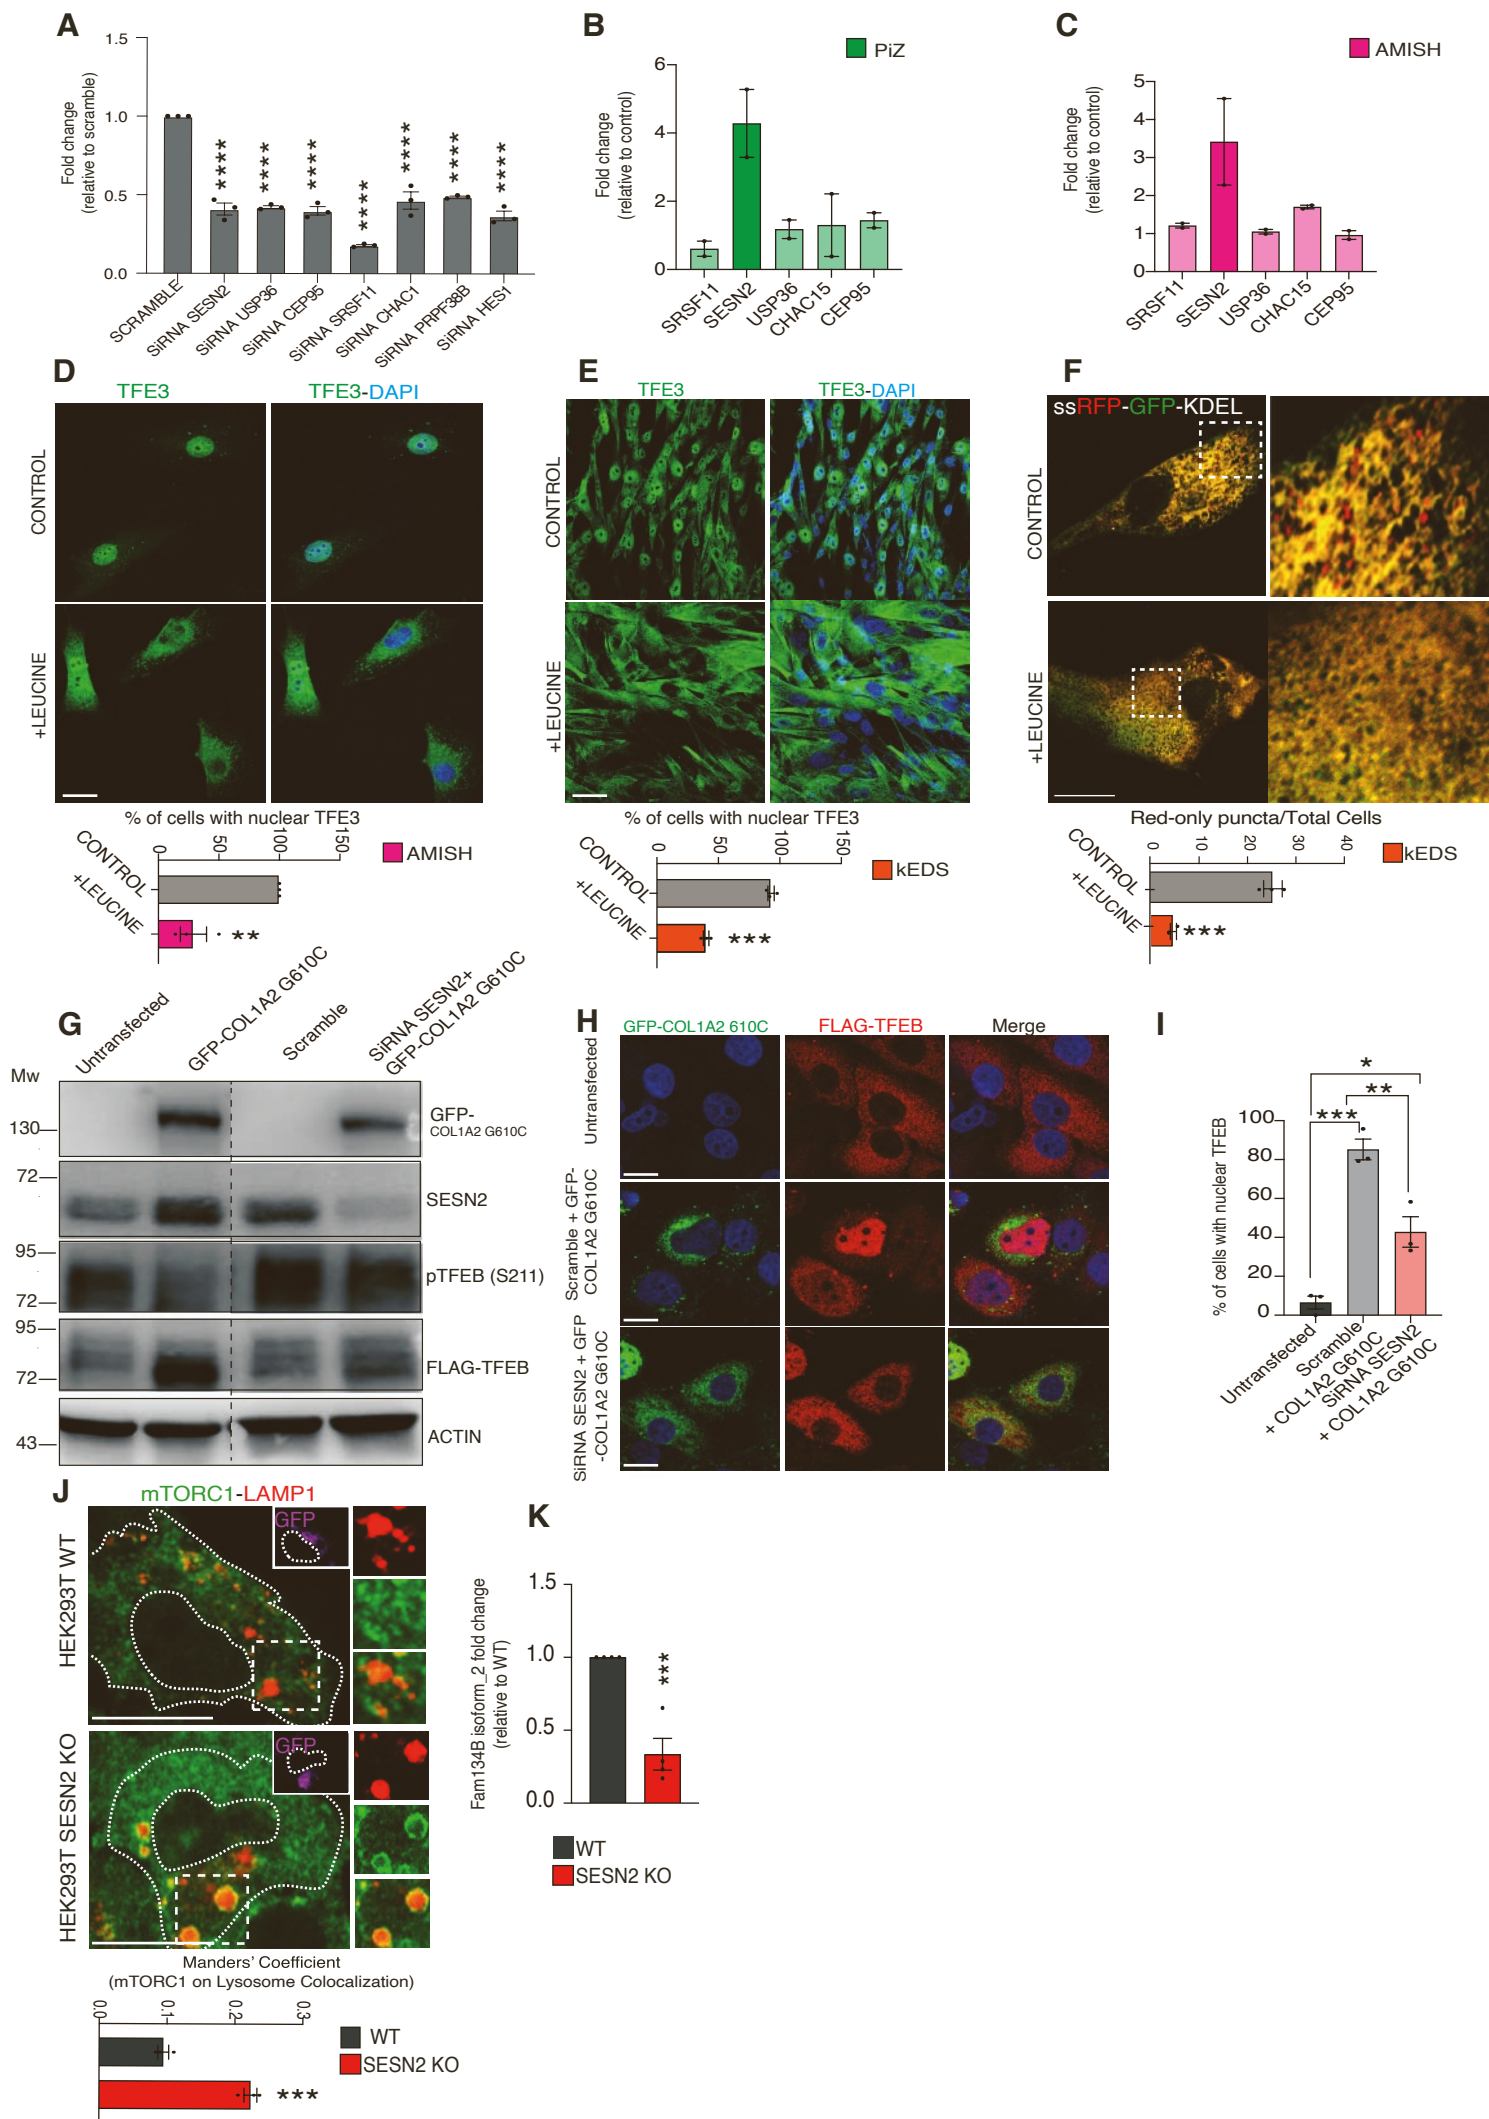 A
Fold change
(relative to scramble)
1.5
1.0
0.5
0.0
****
****
****
****
****
****
****
SCRAMBLE
SiRNA SESN2
SiRNA USP36
SiRNA CEP95
SiRNA SRSF11
SiRNA CHAC1
SiRNA PRPF38B
SiRNA HES1
B
PiZ
Fold change
(relative to control)
6
4
2
0
SRSF11
SESN2
USP36
CHAC15
CEP95
C
AMISH
Fold change
(relative to control)
5
4
3
2
1
0
SRSF11
SESN2
USP36
CHAC15
CEP95
D
TFE3
TFE3-DAPI
CONTROL
+LEUCINE
% of cells with nuclear TFE3
0
50
100
150
CONTROL
+LEUCINE
**
AMISH
E
TFE3
TFE3-DAPI
CONTROL
+LEUCINE
% of cells with nuclear TFE3
0
50
100
150
CONTROL
+LEUCINE
***
kEDS
F
ssRFP-GFP-KDEL
CONTROL
+LEUCINE
Red-only puncta/Total Cells
0
10
20
30
40
CONTROL
+LEUCINE
***
kEDS
G
Untransfected
GFP-COL1A2 G610C
Scramble
SiRNA SESN2+
GFP-COL1A2 G610C
Mw
130
72
95
72
95
72
43
GFP-
COL1A2 G610C
SESN2
pTFEB (S211)
FLAG-TFEB
ACTIN
H
GFP-COL1A2 610C
FLAG-TFEB
Merge
Untransfected
Scramble + GFP-
COL1A2 G610C
SiRNA SESN2 + GFP
-COL1A2 G610C
I
% of cells with nuclear TFEB
100
80
60
40
20
0
*
**
***
Untransfected
Scramble
+ COL1A2 G610C
SiRNA SESN2
+ COL1A2 G610C
J
mTORC1-LAMP1
HEK293T WT
GFP
HEK293T SESN2 KO
GFP
Manders' Coefficient
(mTORC1 on Lysosome Colocalization)
0.0
0.1
0.2
0.3
***
WT
SESN2 KO
K
Fam134B isoform_2 fold change
(relative to WT)
1.5
1.0
0.5
0.0
***
WT
SESN2 KO